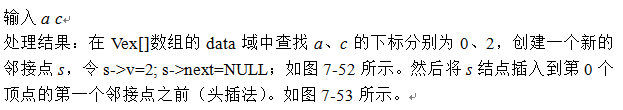 输入 a c↵
处理结果：在 Vex[]数组的 data 域中查找 a、c 的下标分别为 0、2，创建一个新的
邻接点 s，令 s->v=2; s->next=NULL；如图 7-52 所示。然后将 s 结点插入到第 0 个
顶点的第一个邻接点之前（头插法）。如图 7-53 所示。↵